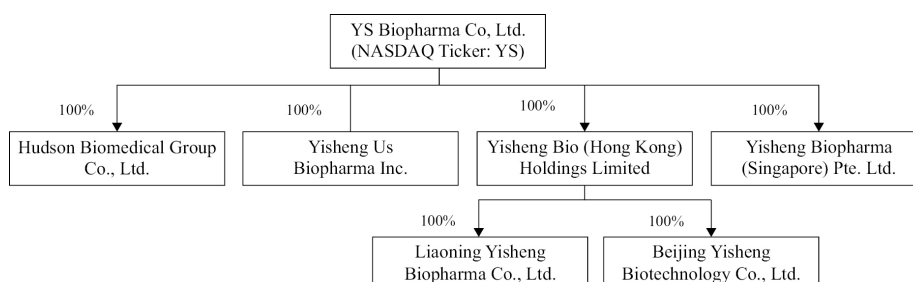 YS Biopharma Co, Ltd.
(NASDAQ Ticker: YS)
100%
100%
100%
100%
Hudson Biomedical Group
Co., Ltd.
Yisheng Us
Biopharma Inc.
Yisheng Bio (Hong Kong)
Holdings Limited
Yisheng Biopharma
(Singapore) Pte. Ltd.
100%
100%
Liaoning Yisheng
Biopharma Co., Ltd.
Beijing Yisheng
Biotechnology Co., Ltd.